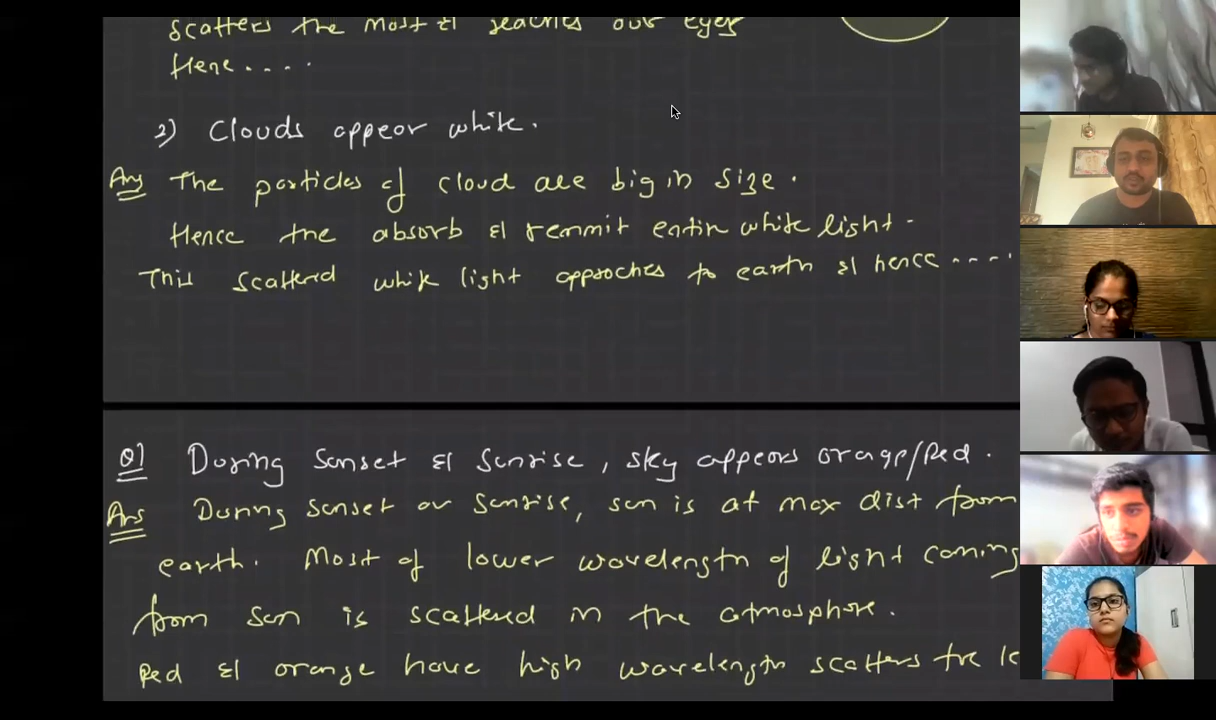 scatters the most & reaches our eyes
Here....
2) Clouds appear white.
Ans The particles of cloud are big in size.
Hence the absorb & remmit entire white light.
This scattered white light approches to earth & hence ....
Q) During sunset & sunrise, sky appears orage/Red.
Ans During sunset or sunrise, sun is at max dist from
earth. Most of lower wavelength of light coming
from sun is scattered in the atmosphere.
Red & orange have high wavelength scatters the le